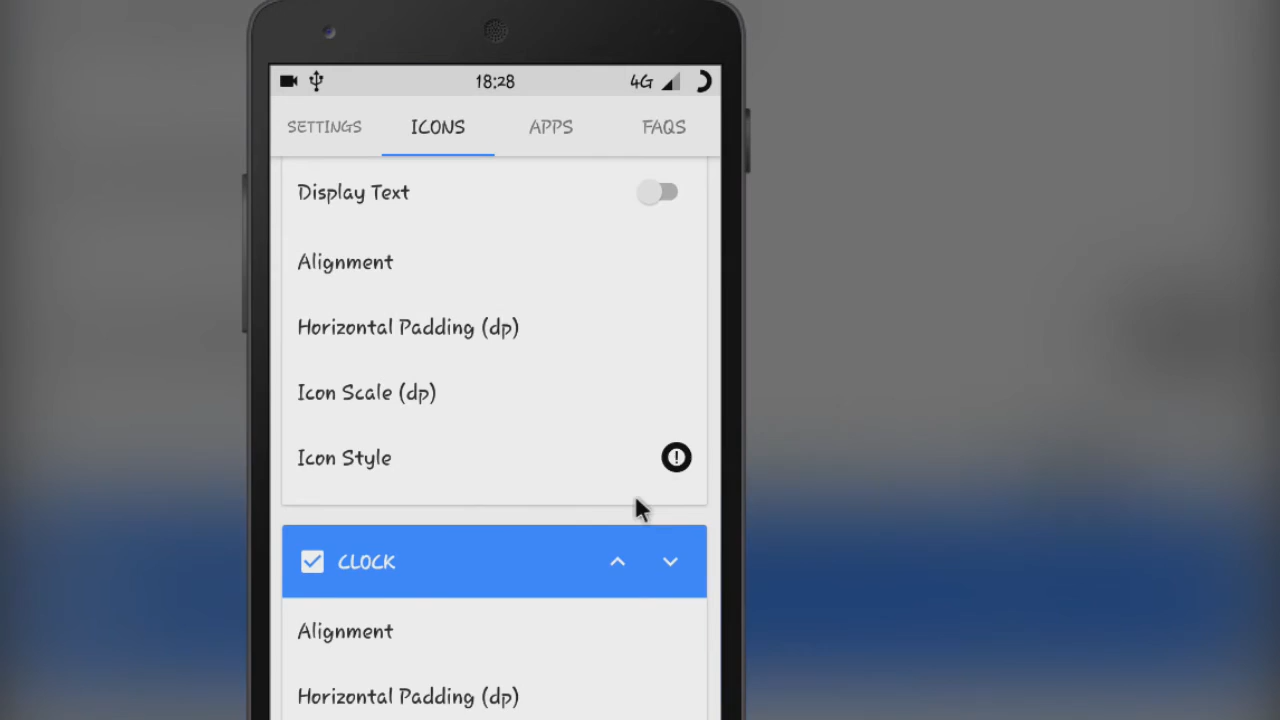 18:28 4G
SETTINGS ICONS APPS FAQS
Display Text
Alignment
Horizontal Padding (dp)
Icon Scale (dp)
Icon Style
CLOCK
Alignment
Horizontal Padding (dp)